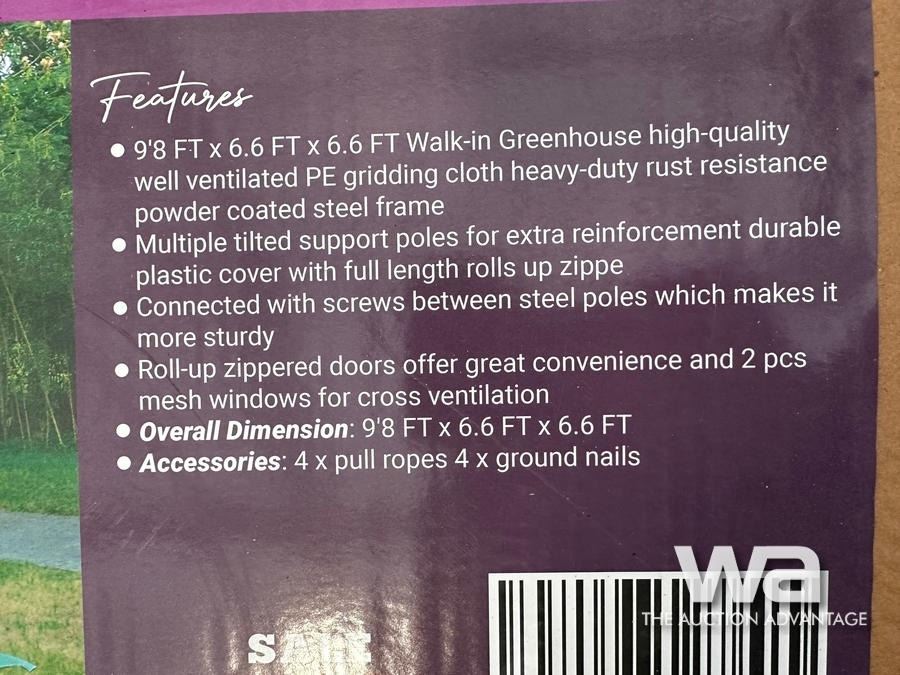 Features
● 9'8 FT x 6.6 FT x 6.6 FT Walk-in Greenhouse high-quality
well ventilated PE gridding cloth heavy-duty rust resistance
powder coated steel frame
● Multiple tilted support poles for extra reinforcement durable
plastic cover with full length rolls up zippe
● Connected with screws between steel poles which makes it
more sturdy
● Roll-up zippered doors offer great convenience and 2 pcs
mesh windows for cross ventilation
● Overall Dimension: 9'8 FT x 6.6 FT x 6.6 FT
● Accessories: 4 x pull ropes 4 x ground nails
wa
THE AUCTION ADVANTAGE